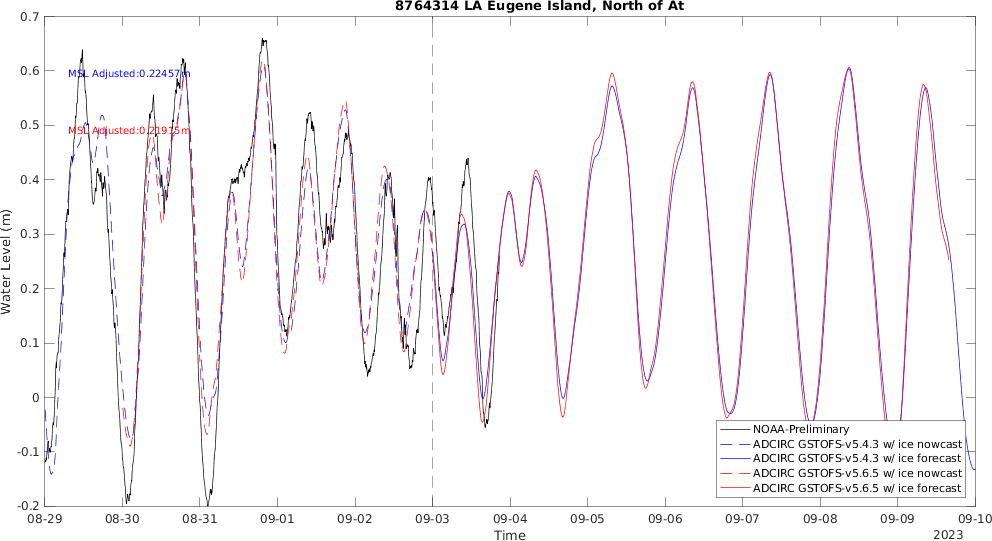 8764314 LA Eugene Island, North of At
0.7
0.6
0.5
0.4
0.3
0.2
0.1
0
-0.1
-0.2
Water Level (m)
MSL Adjusted:0.22457m
MSL Adjusted:0.21915m
NOAA-Preliminary
ADCIRC GSTOFS-v5.4.3 w/ ice nowcast
ADCIRC GSTOFS-v5.4.3 w/ ice forecast
ADCIRC GSTOFS-v5.6.5 w/ ice nowcast
ADCIRC GSTOFS-v5.6.5 w/ ice forecast
08-29 08-30 08-31 09-01 09-02 09-03 09-04 09-05 09-06 09-07 09-08 09-09 09-10
Time
2023